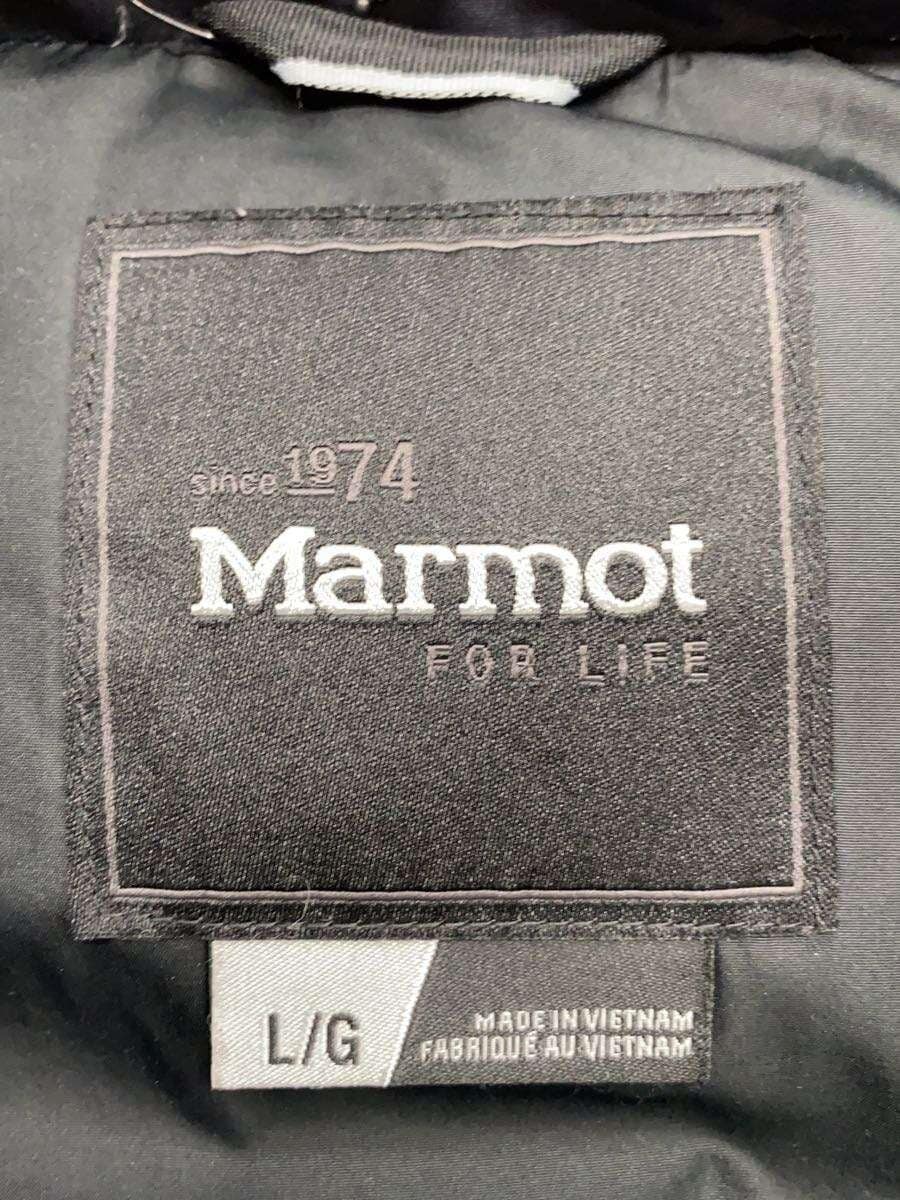 since 1974
Marmot
FOR LIFE
L/G
MADE IN VIETNAM
FABRIQUÉ AU VIETNAM